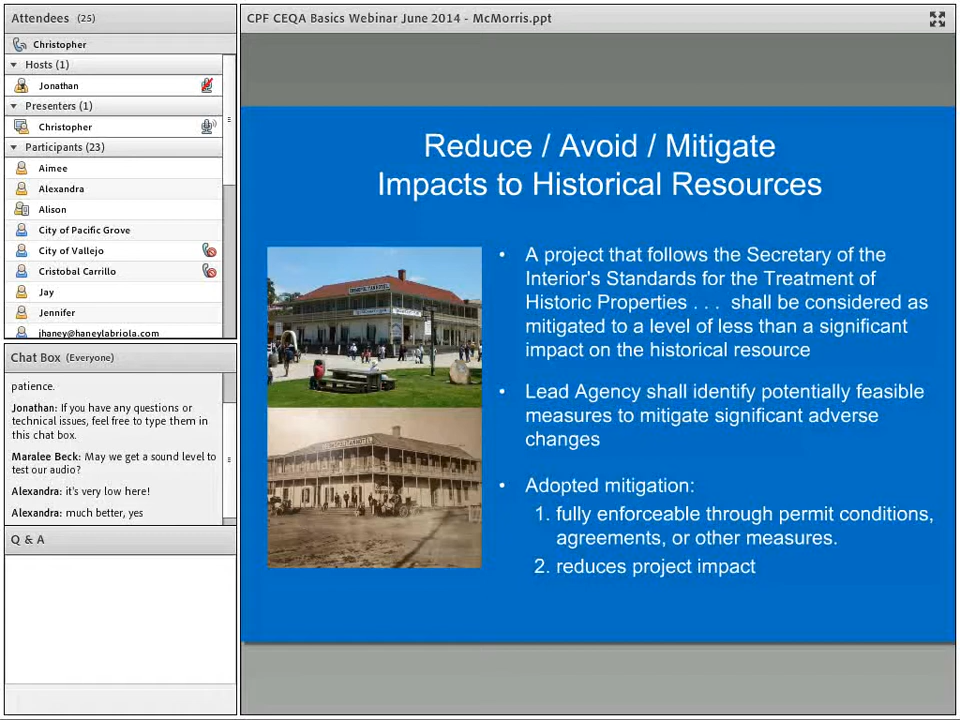 Attendees (25)
Christopher
Hosts (1)
Jonathan
Presenters (1)
Christopher
Participants (23)
Aimee
Alexandra
Alison
City of Pacific Grove
City of Vallejo
Cristobal Carrillo
Jay
Jennifer
jhaney@haneylabriola.com
Chat Box (Everyone)
patience.
Jonathan: If you have any questions or
technical issues, feel free to type them in
this chat box.
Maralee Beck: May we get a sound level to
test our audio?
Alexandra: it's very low here!
Alexandra: much better, yes
Q & A
CPF CEQA Basics Webinar June 2014 - McMorris.ppt
Reduce / Avoid / Mitigate
Impacts to Historical Resources
• A project that follows the Secretary of the
Interior's Standards for the Treatment of
Historic Properties . . . shall be considered as
mitigated to a level of less than a significant
impact on the historical resource
• Lead Agency shall identify potentially feasible
measures to mitigate significant adverse
changes
• Adopted mitigation:
1. fully enforceable through permit conditions,
agreements, or other measures.
2. reduces project impact